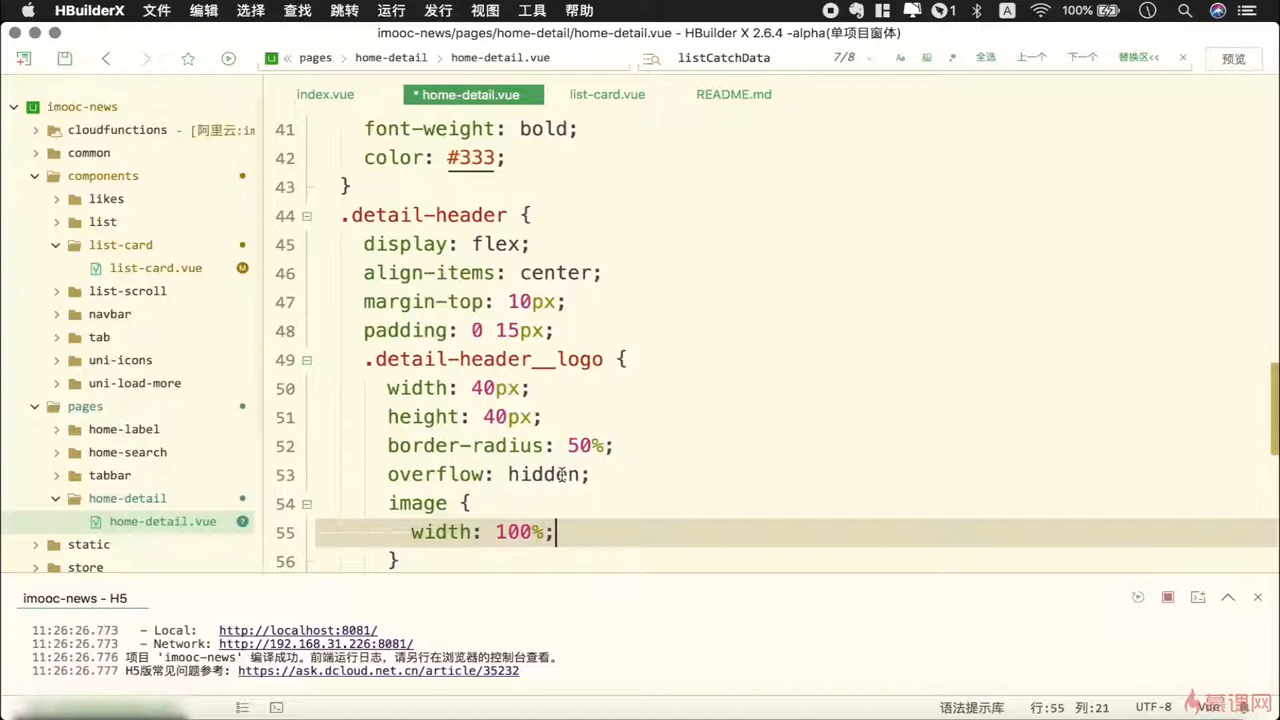 HBuilderX 文件 编辑 选择 查找 跳转 运行 发行 视图 工具 帮助 1 A 100%
imooc-news/pages/home-detail/home-detail.vue - HBuilder X 2.6.4 -alpha(单项目窗体)
pages home-detail home-detail.vue listCatchData 7/8 Aa .* 全选 上一个 下一个 替换区<< 预览
imooc-news
cloudfunctions - [阿里云:im
common
components
likes
list
list-card
list-card.vue M
list-scroll
navbar
tab
uni-icons
uni-load-more
pages
home-label
home-search
tabbar
home-detail
home-detail.vue ?
static
store
index.vue * home-detail.vue list-card.vue README.md
41 font-weight: bold;
42 color: #333;
43 }
44 .detail-header {
45 display: flex;
46 align-items: center;
47 margin-top: 10px;
48 padding: 0 15px;
49 .detail-header__logo {
50 width: 40px;
51 height: 40px;
52 border-radius: 50%;
53 overflow: hidden;
54 image {
55 width: 100%;
56 }
imooc-news - H5
11:26:26.773 - Local: http://localhost:8081/
11:26:26.773 - Network: http://192.168.31.226:8081/
11:26:26.776 项目 'imooc-news' 编译成功。前端运行日志，请另行在浏览器的控制台查看。
11:26:26.777 H5版常见问题参考: https://ask.dcloud.net.cn/article/35232
语法提示库 行:55 列:21 UTF-8 Vue
慕课网